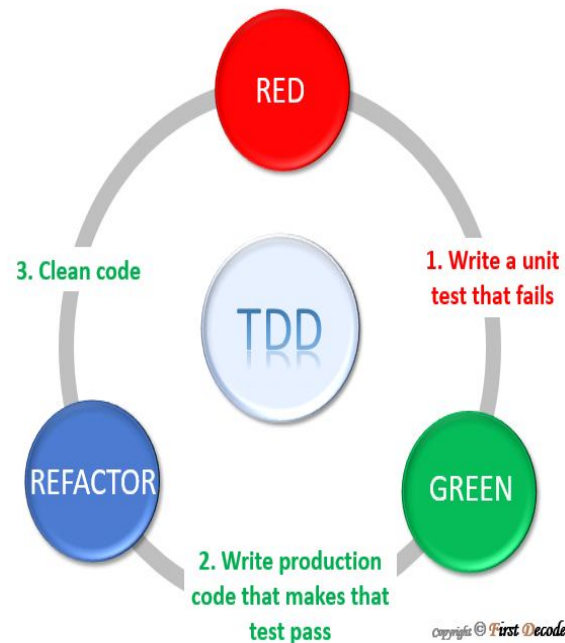 RED
1. Write a unit
test that fails
3. Clean code
TDD
REFACTOR
GREEN
2. Write production
code that makes that
test pass
Copyright © First Decode